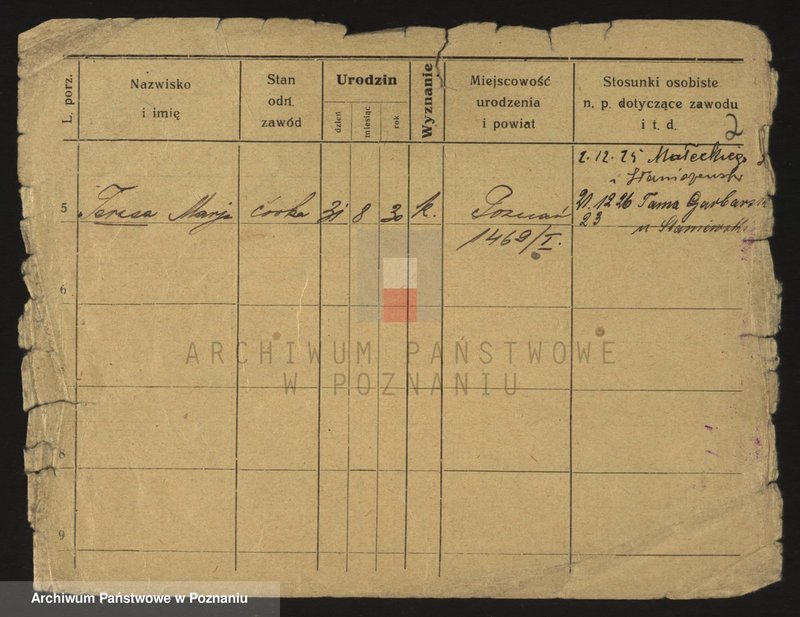 L. porz.
Nazwisko
i imię
Stan
odn.
zawód
Urodzin
dzień
miesiąc
rok
Wyznanie
Miejscowość
urodzenia
i powiat
Stosunki osobiste
n. p. dotyczące zawodu
i t. d.
2
2.12.25 Małeckiego
i
5
Teresa Marja
córka
31
8
30
k.
Poznań
1469/I.
21.12.26 Tama Garbarska
23
u
6
8
9
ARCHIWUM PAŃSTWOWE
W POZNANIU
Archiwum Państwowe w Poznaniu